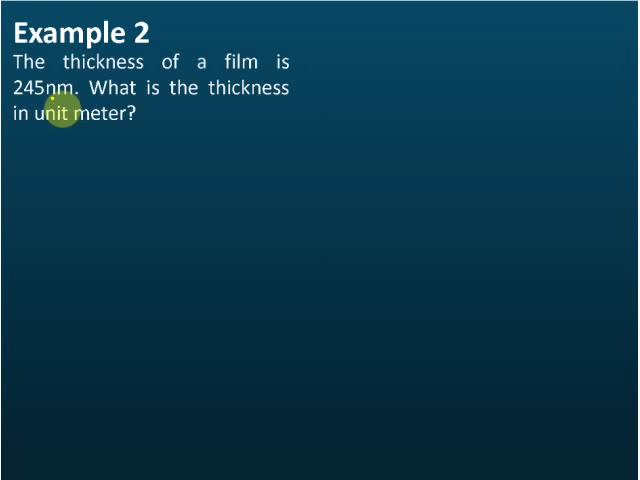 Example 2
The thickness of a film is
245nm. What is the thickness
in unit meter?